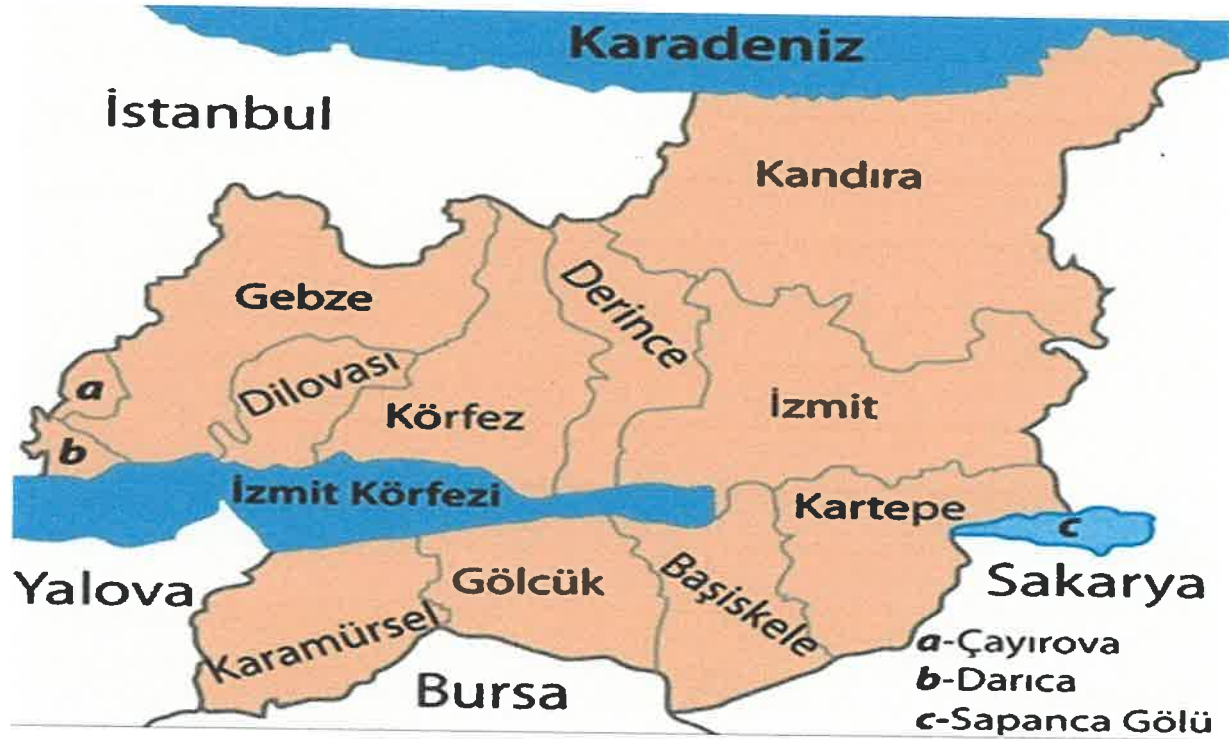 Karadeniz
İstanbul
Kandıra
Gebze
Derince
Dilovası
a
Körfez
İzmit
b
İzmit Körfezi
Kartepe
c
Yalova
Gölcük
Başiskele
Sakarya
Karamürsel
Bursa
a-Çayırova
b-Darıca
c-Sapanca Gölü